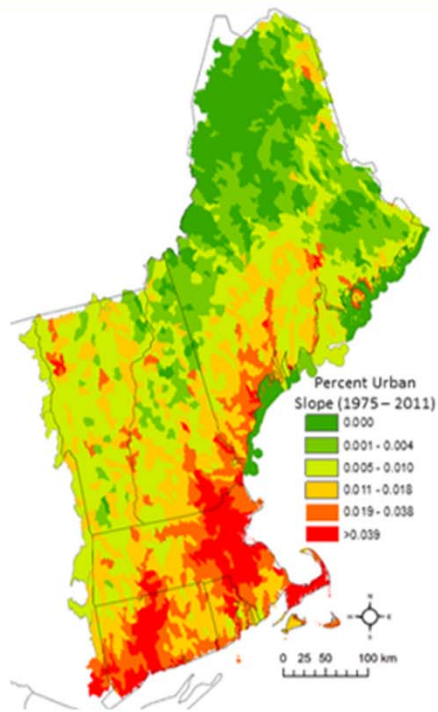 Percent Urban
Slope (1975 – 2011)
0.000
0.001 - 0.004
0.005 - 0.010
0.011 - 0.018
0.019 - 0.038
>0.039
N
E
S
0 25 50 100 km